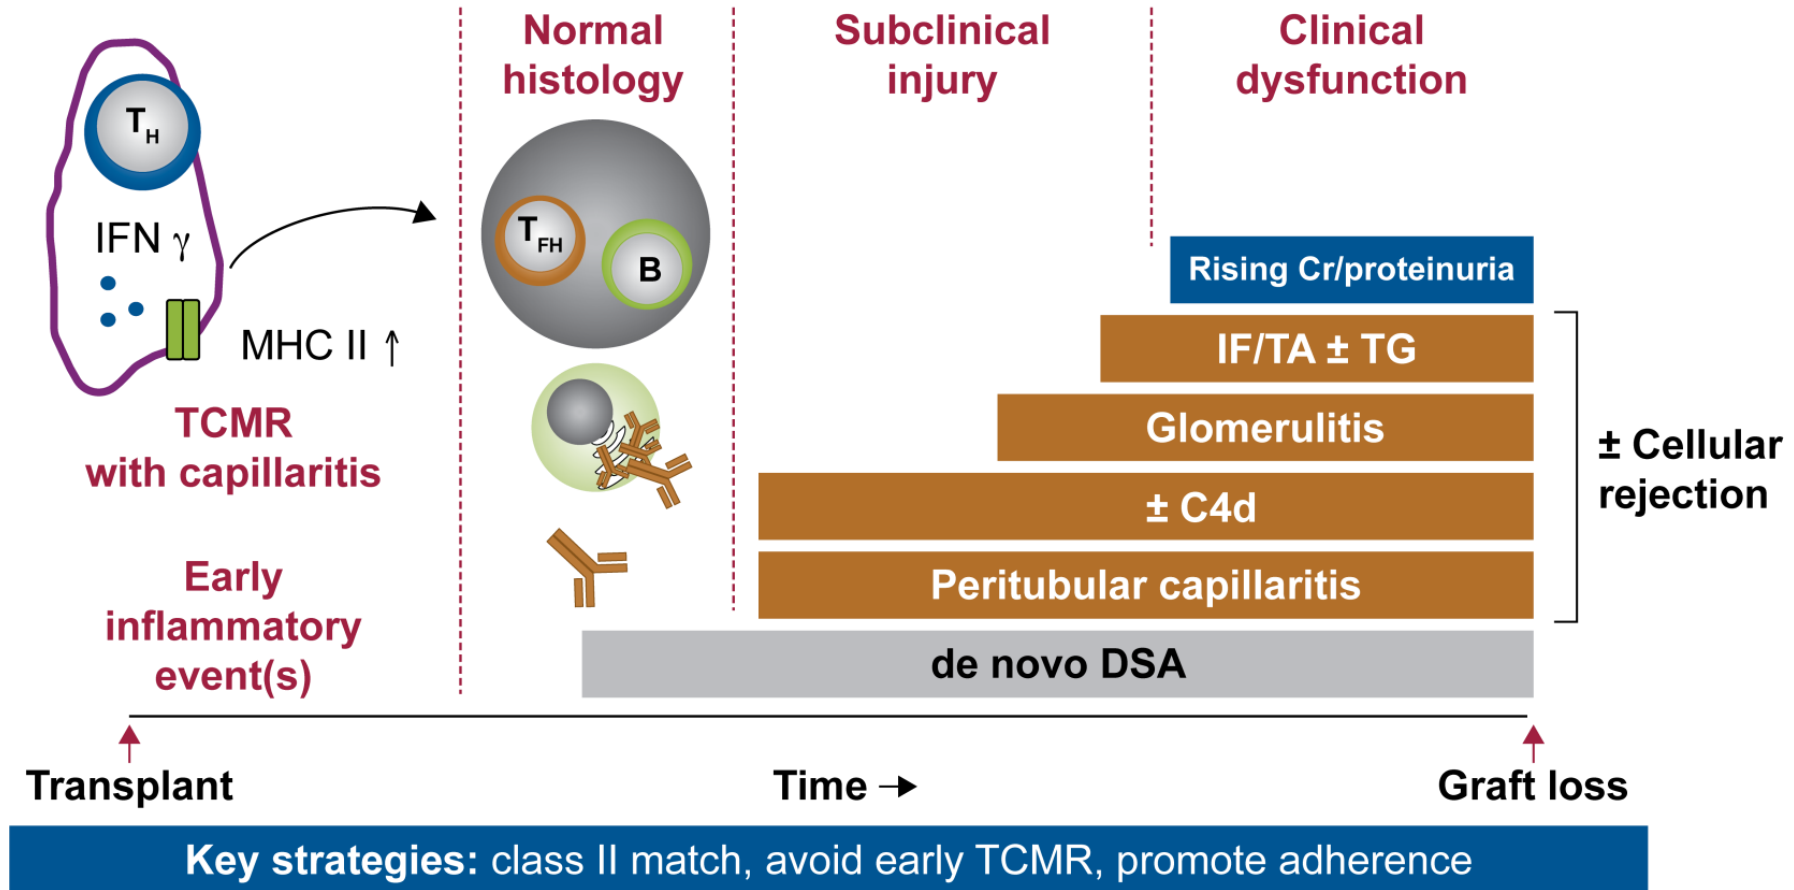 Normal
histology
Subclinical
injury
Clinical
dysfunction
TH
IFN γ
MHC II ↑
TCMR
with capillaritis
Early
inflammatory
event(s)
TFH
B
Rising Cr/proteinuria
IF/TA ± TG
Glomerulitis
± C4d
Peritubular capillaritis
de novo DSA
± Cellular
rejection
Transplant
Time →
Graft loss
Key strategies: class II match, avoid early TCMR, promote adherence